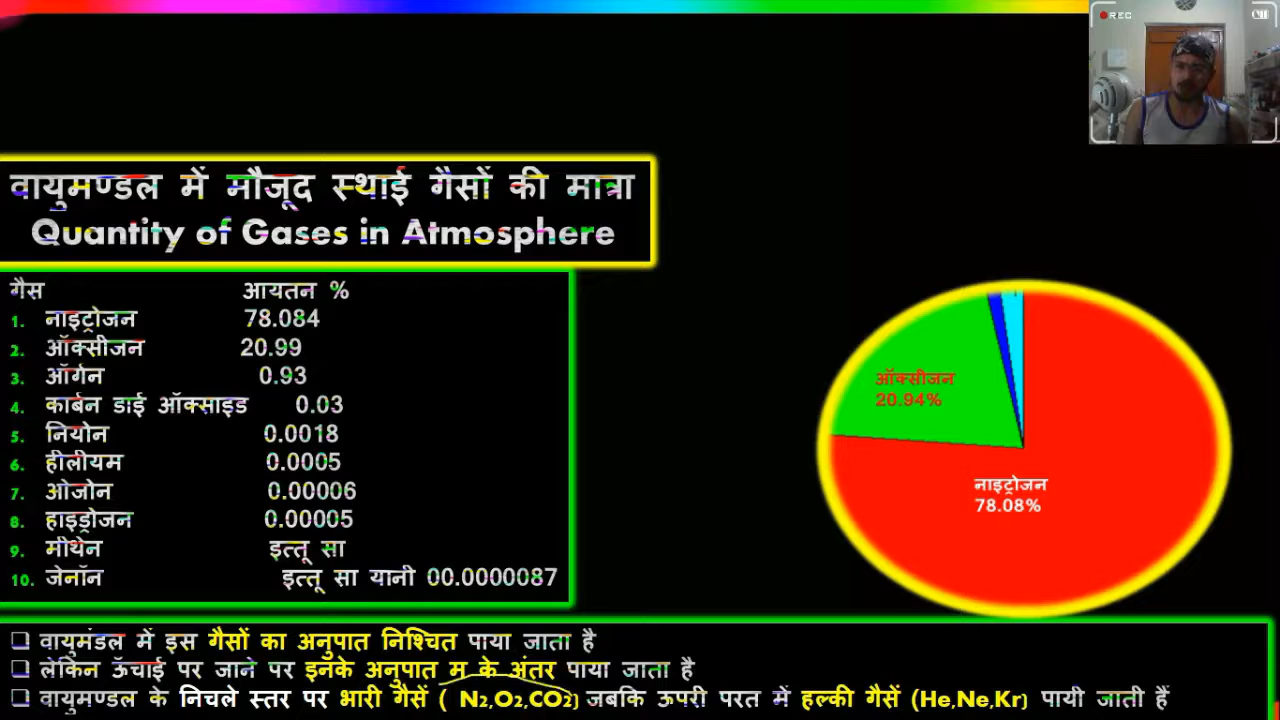 REC
वायुमण्डल में मौजूद स्थाई गैसों की मात्रा
Quantity of Gases in Atmosphere
गैस आयतन %
1. नाइट्रोजन 78.084
2. ऑक्सीजन 20.99
3. ऑर्गन 0.93
4. कार्बन डाई ऑक्साइड 0.03
5. नियोन 0.0018
6. हीलीयम 0.0005
7. ओजोन 0.00006
8. हाइड्रोजन 0.00005
9. मीथेन इत्तू सा
10. जेनॉन इत्तू सा यानी 00.0000087
ऑक्सीजन
20.94%
नाइट्रोजन
78.08%
❑ वायुमंडल में इस गैसों का अनुपात निश्चित पाया जाता है
❑ लेकिन ऊँचाई पर जाने पर इनके अनुपात म के अंतर पाया जाता है
❑ वायुमण्डल के निचले स्तर पर भारी गैसें ( N2,O2,CO2) जबकि ऊपरी परत में हल्की गैसें (He,Ne,Kr) पायी जाती हैं